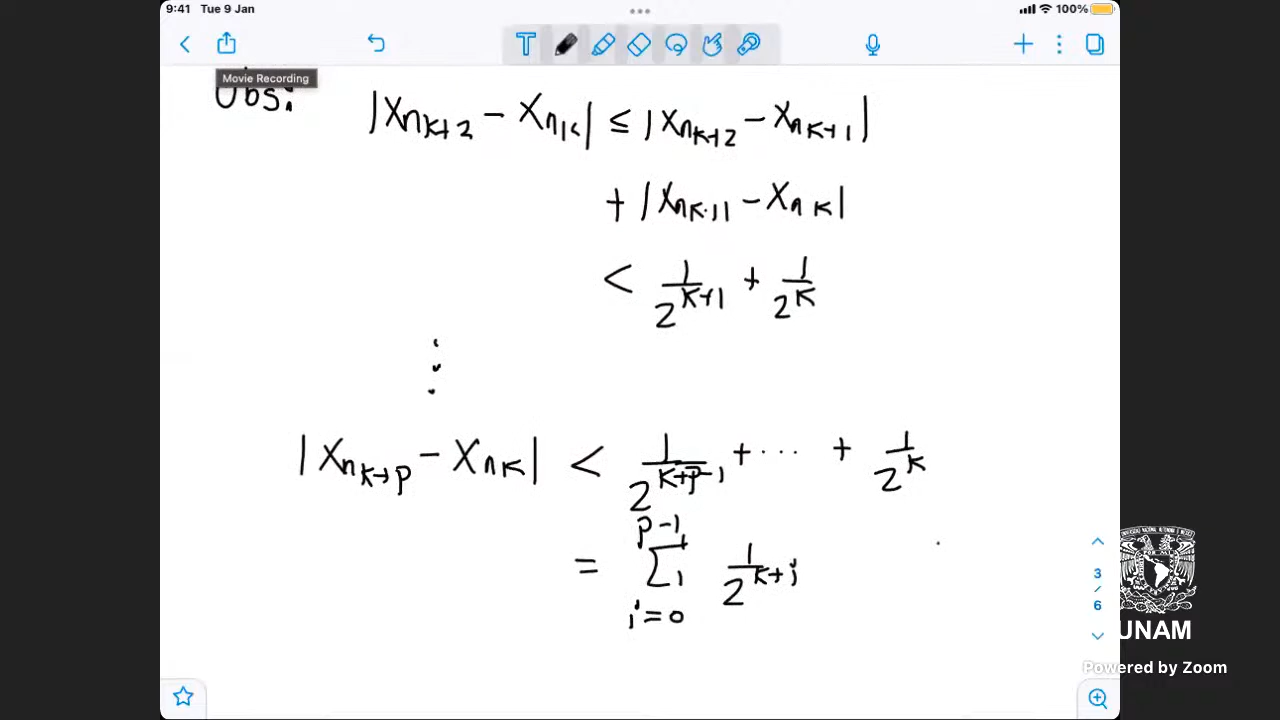 9:41 Tue 9 Jan 100%
Movie Recording
Obs:
|x_{n_{k+2}} - x_{n_k}| ≤ |x_{n_{k+2}} - x_{n_{k+1}}|
+ |x_{n_{k+1}} - x_{n_k}|
< 1/2^{k+1} + 1/2^k
⋮
|x_{n_{k+p}} - x_{n_k}| < 1/2^{k+p-1} + ··· + 1/2^k
= Σ_{i=0}^{p-1} 1/2^{k+i}
3
/
6
UNAM
Powered by Zoom